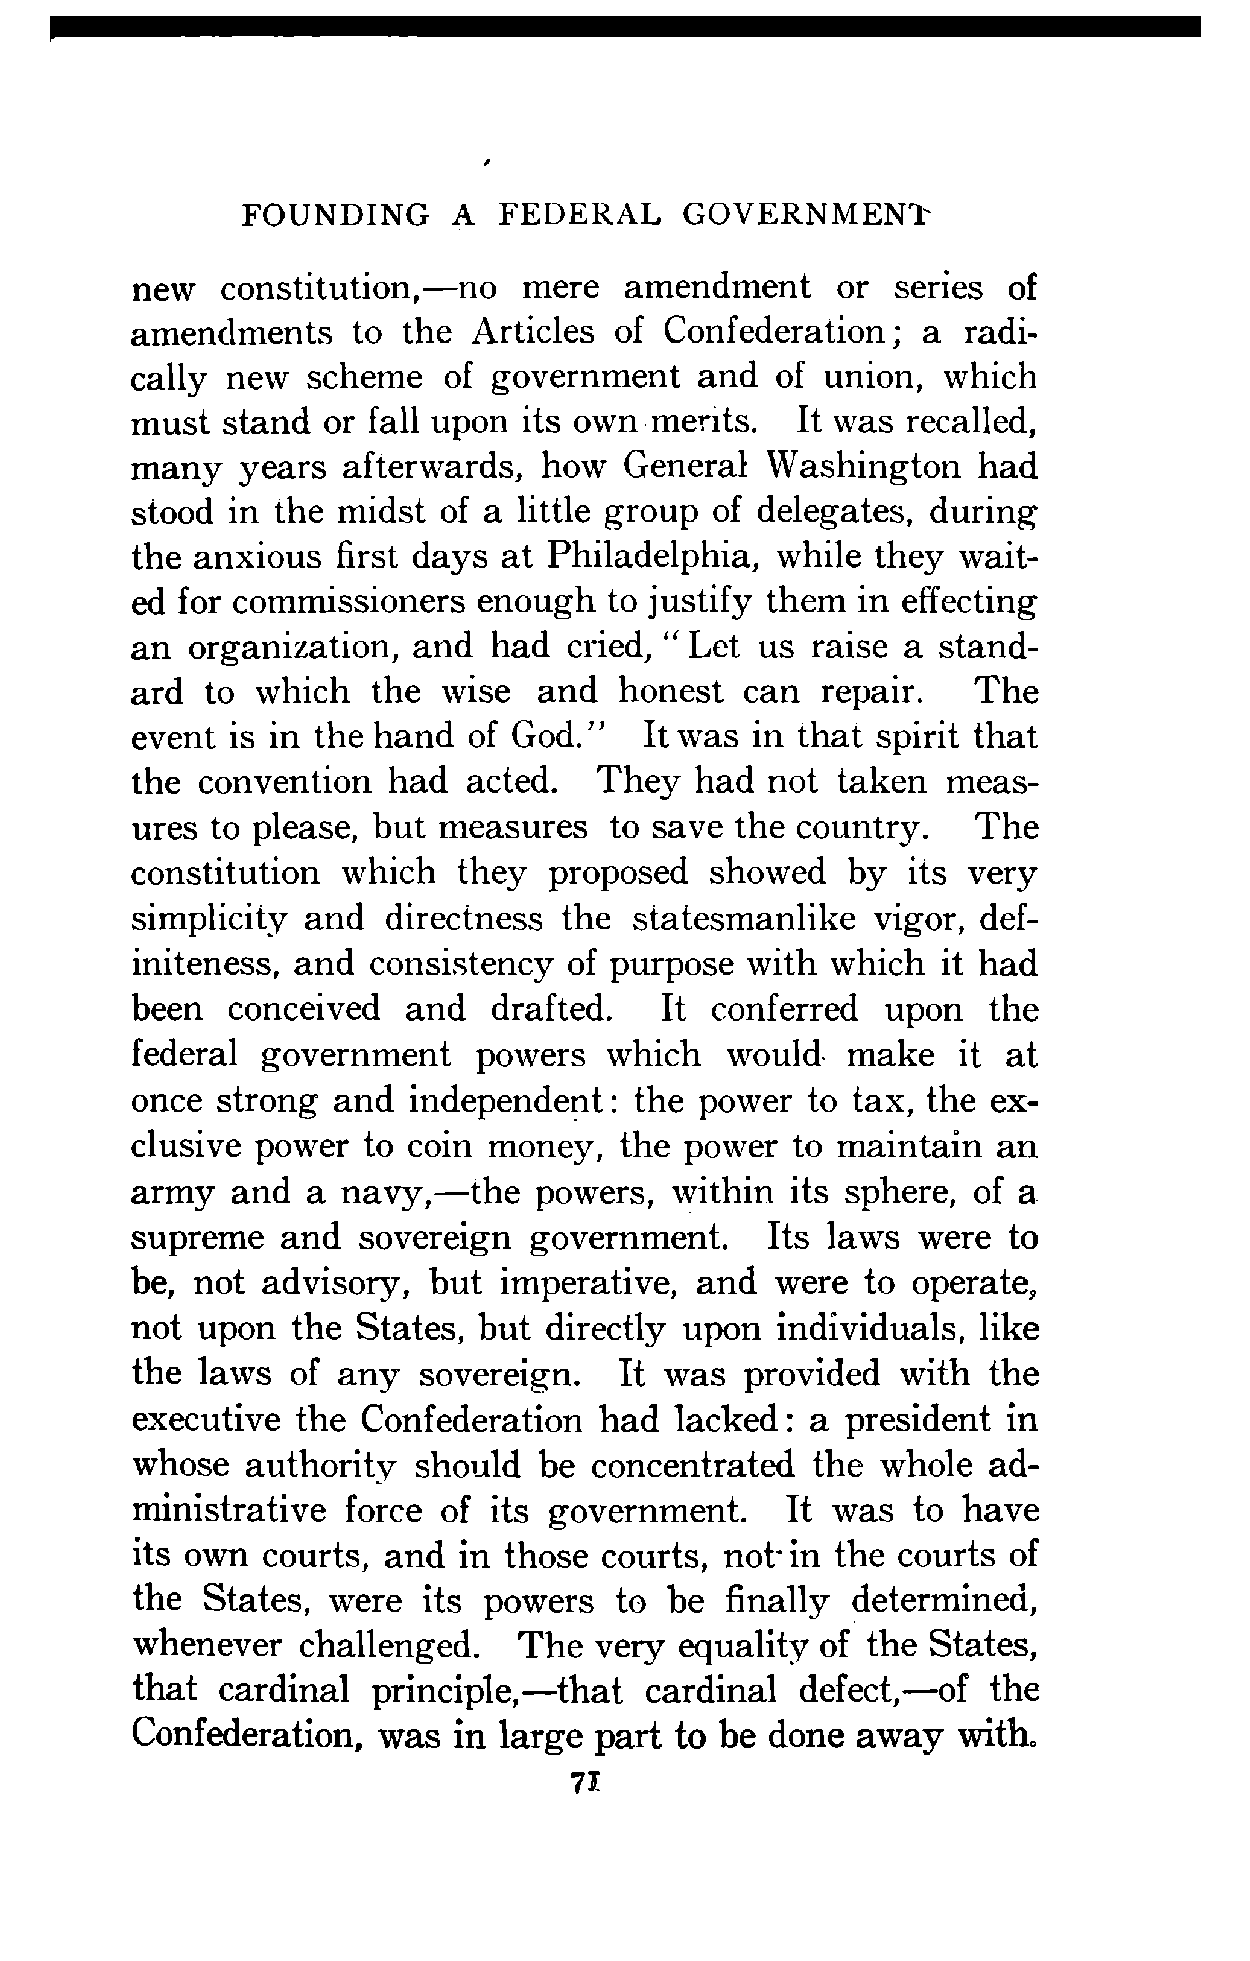 FOUNDING A FEDERAL GOVERNMENT
new constitution,—no mere amendment or series of
amendments to the Articles of Confederation; a radi-
cally new scheme of government and of union, which
must stand or fall upon its own merits. It was recalled,
many years afterwards, how General Washington had
stood in the midst of a little group of delegates, during
the anxious first days at Philadelphia, while they wait-
ed for commissioners enough to justify them in effecting
an organization, and had cried, “Let us raise a stand-
ard to which the wise and honest can repair. The
event is in the hand of God.” It was in that spirit that
the convention had acted. They had not taken meas-
ures to please, but measures to save the country. The
constitution which they proposed showed by its very
simplicity and directness the statesmanlike vigor, def-
initeness, and consistency of purpose with which it had
been conceived and drafted. It conferred upon the
federal government powers which would make it at
once strong and independent: the power to tax, the ex-
clusive power to coin money, the power to maintain an
army and a navy,—the powers, within its sphere, of a
supreme and sovereign government. Its laws were to
be, not advisory, but imperative, and were to operate,
not upon the States, but directly upon individuals, like
the laws of any sovereign. It was provided with the
executive the Confederation had lacked: a president in
whose authority should be concentrated the whole ad-
ministrative force of its government. It was to have
its own courts, and in those courts, not in the courts of
the States, were its powers to be finally determined,
whenever challenged. The very equality of the States,
that cardinal principle,—that cardinal defect,—of the
Confederation, was in large part to be done away with.
71